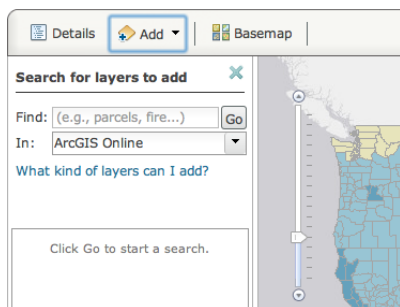 Details Add Basemap
Search for layers to add
Find: (e.g., parcels, fire...) Go
In: ArcGIS Online
What kind of layers can I add?
Click Go to start a search.